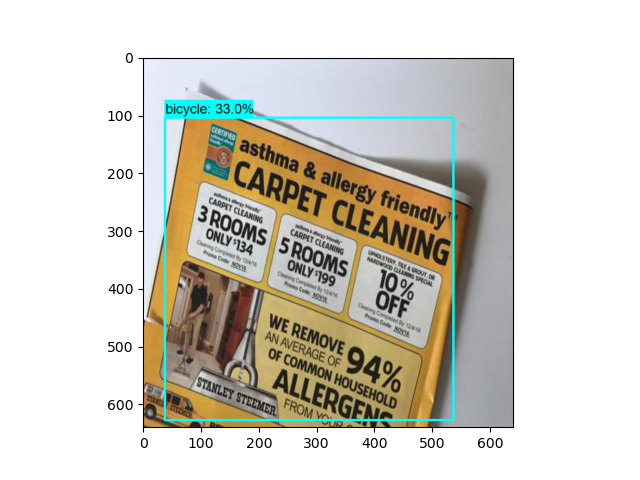 0
100
200
300
400
500
600
0 100 200 300 400 500 600
bicycle: 33.0%
CERTIFIED
asthma & allergy friendly™
CARPET CLEANING
asthma & allergy friendly™
CARPET CLEANING
3 ROOMS
ONLY $134
Cleaning Completed By 12/4/16
Promo Code: NOV16
asthma & allergy friendly™
CARPET CLEANING
5 ROOMS
ONLY $199
Cleaning Completed By 12/4/16
Promo Code: NOV16
UPHOLSTERY, TILE & GROUT, OR
HARDWOOD CLEANING SPECIAL
10%
OFF
Cleaning Completed By 12/4/16
Promo Code: NOV16
WE REMOVE
AN AVERAGE OF 94%
OF COMMON HOUSEHOLD
ALLERGENS
FROM YOUR
STANLEY STEEMER
STANLEY STEEMER